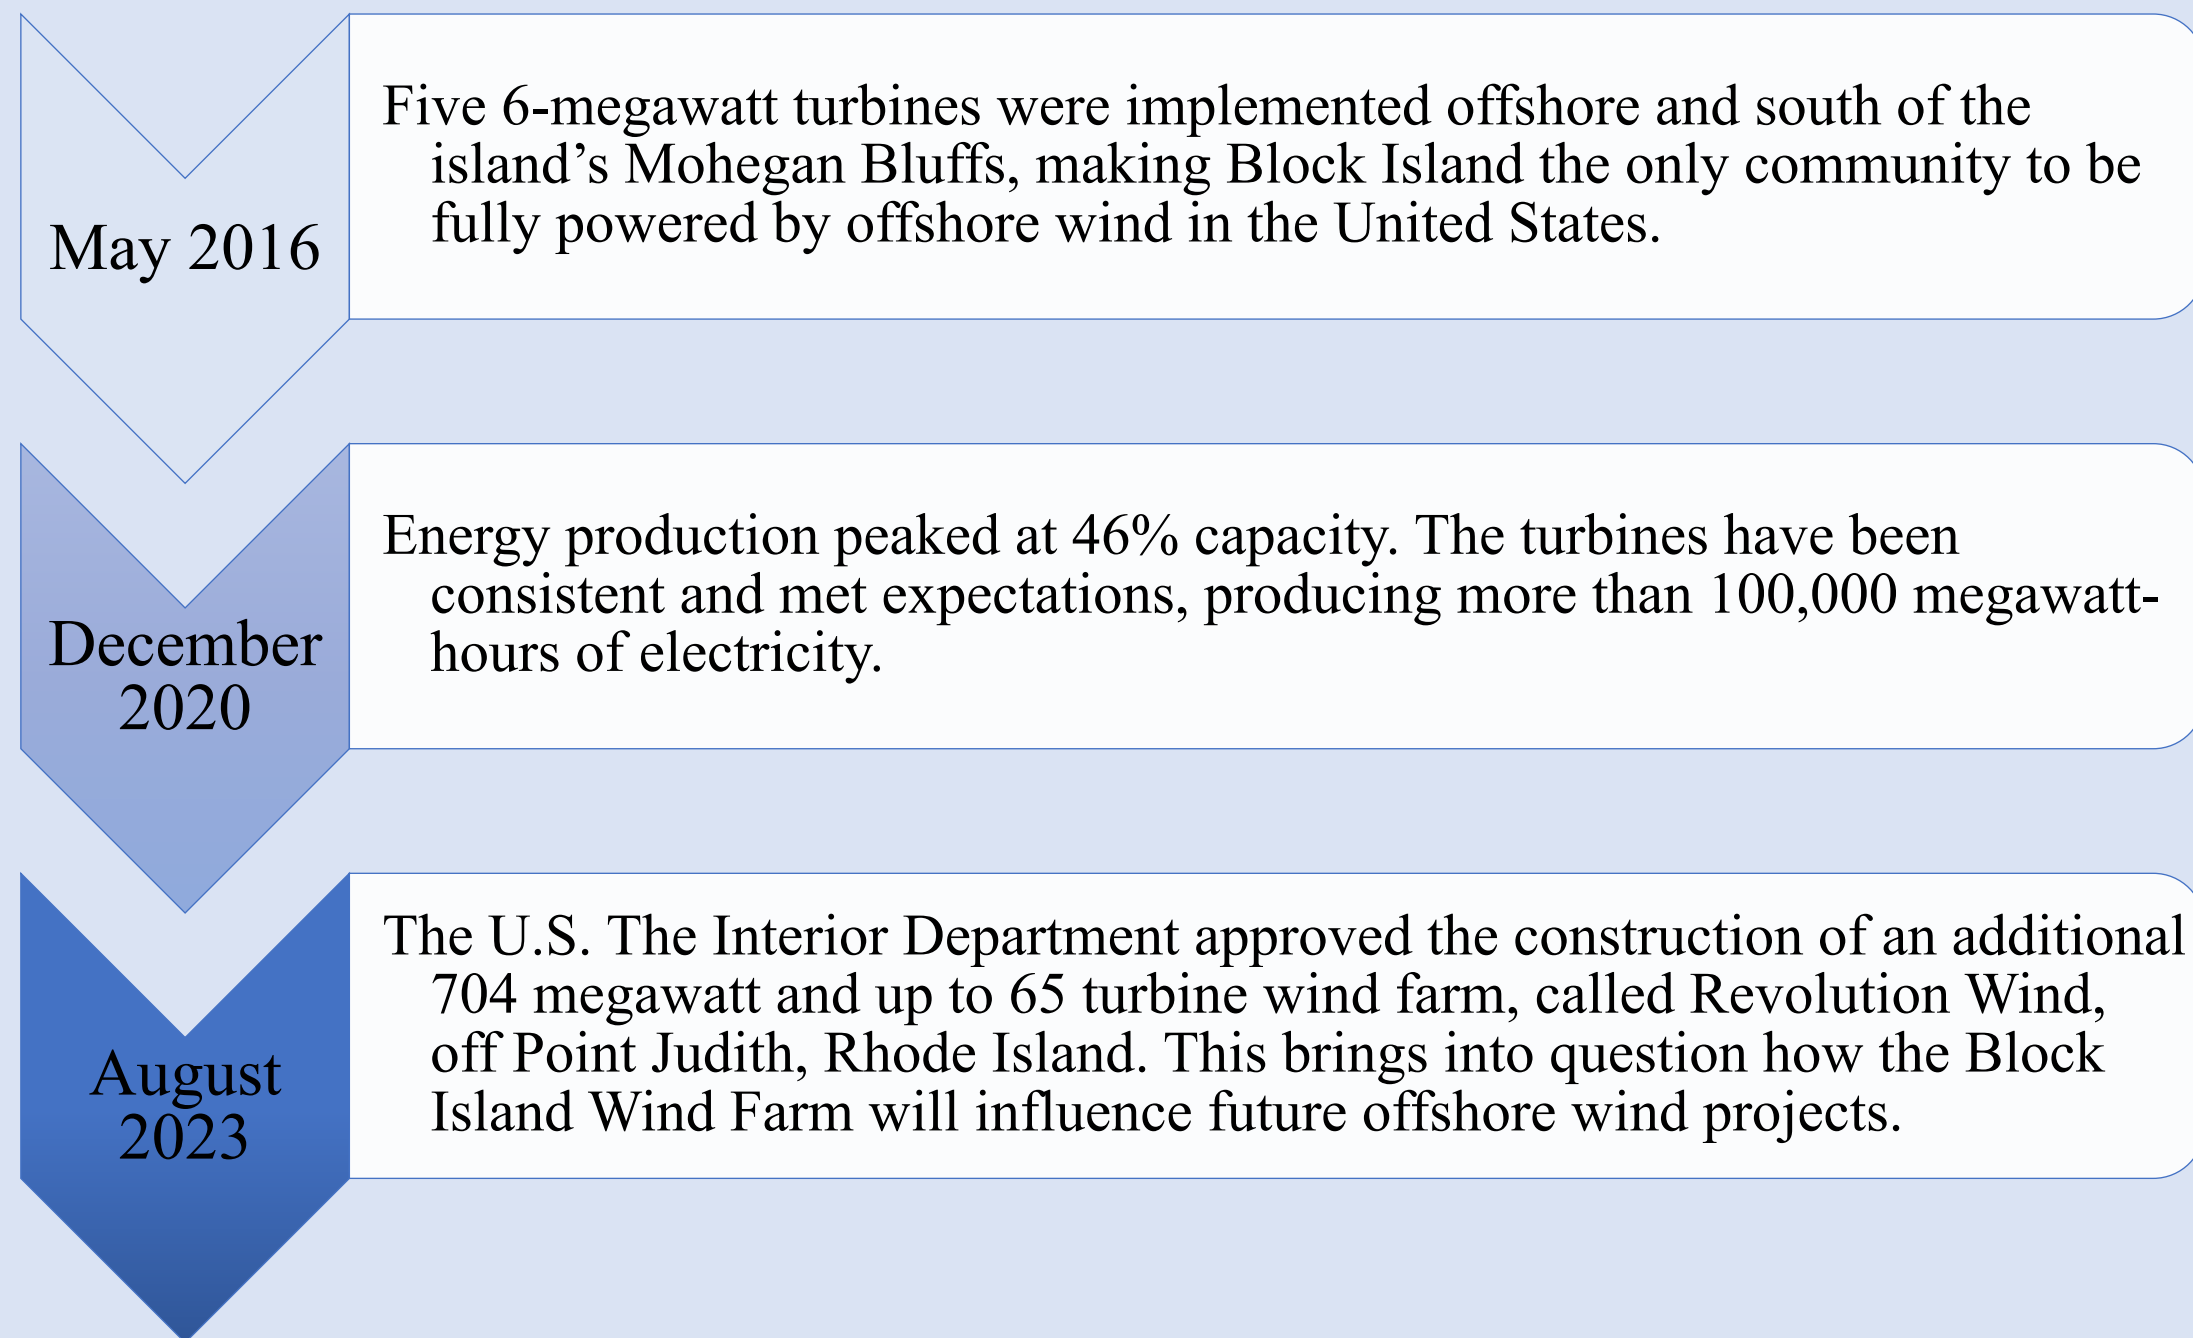 May 2016
Five 6-megawatt turbines were implemented offshore and south of the
island’s Mohegan Bluffs, making Block Island the only community to be
fully powered by offshore wind in the United States.
December
2020
Energy production peaked at 46% capacity. The turbines have been
consistent and met expectations, producing more than 100,000 megawatt-
hours of electricity.
August
2023
The U.S. The Interior Department approved the construction of an additional
704 megawatt and up to 65 turbine wind farm, called Revolution Wind,
off Point Judith, Rhode Island. This brings into question how the Block
Island Wind Farm will influence future offshore wind projects.